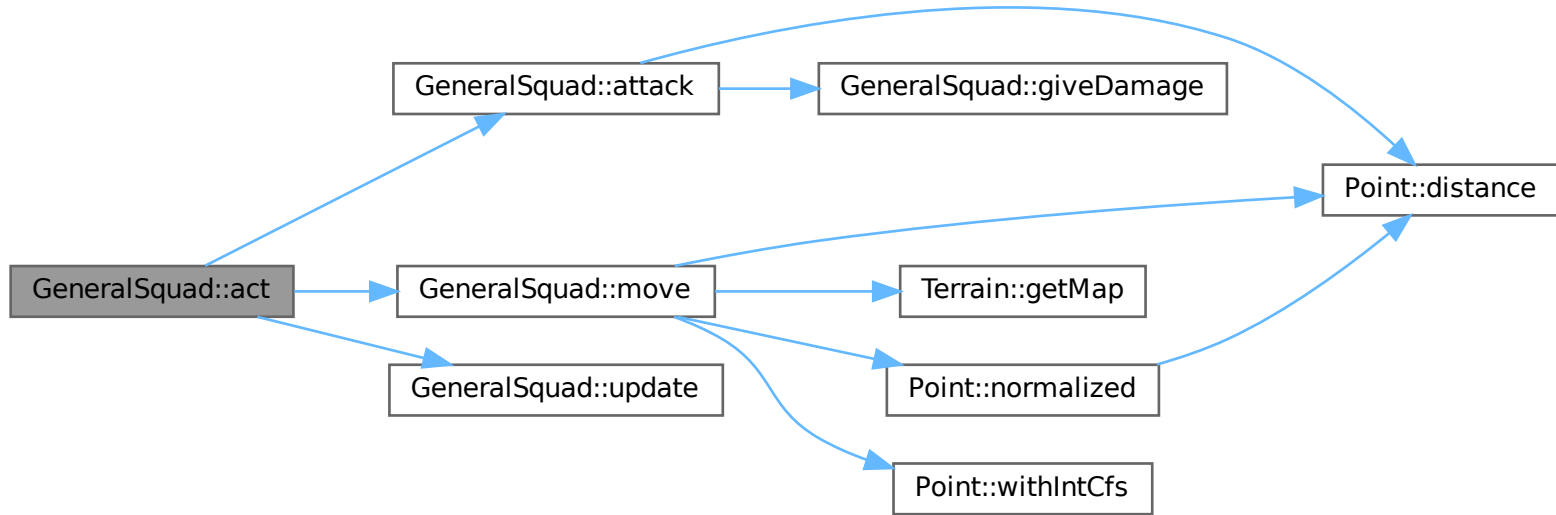 GeneralSquad::act
GeneralSquad::attack
GeneralSquad::move
GeneralSquad::update
GeneralSquad::giveDamage
Terrain::getMap
Point::normalized
Point::withIntCfs
Point::distance